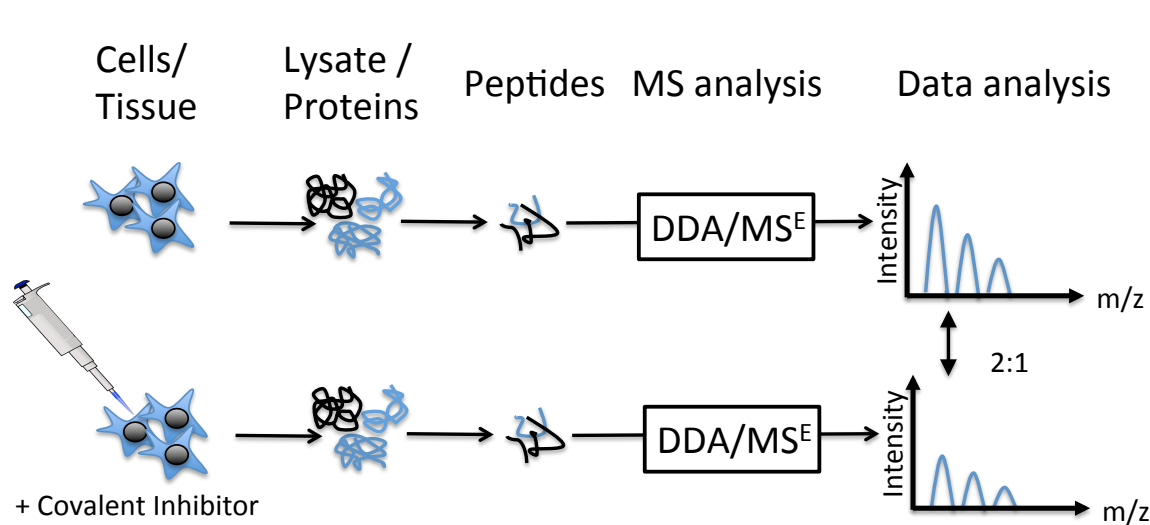 Cells/
Tissue
Lysate /
Proteins
Peptides
MS analysis
Data analysis
DDA/MSᴱ
Intensity
m/z
2:1
DDA/MSᴱ
Intensity
m/z
+ Covalent Inhibitor